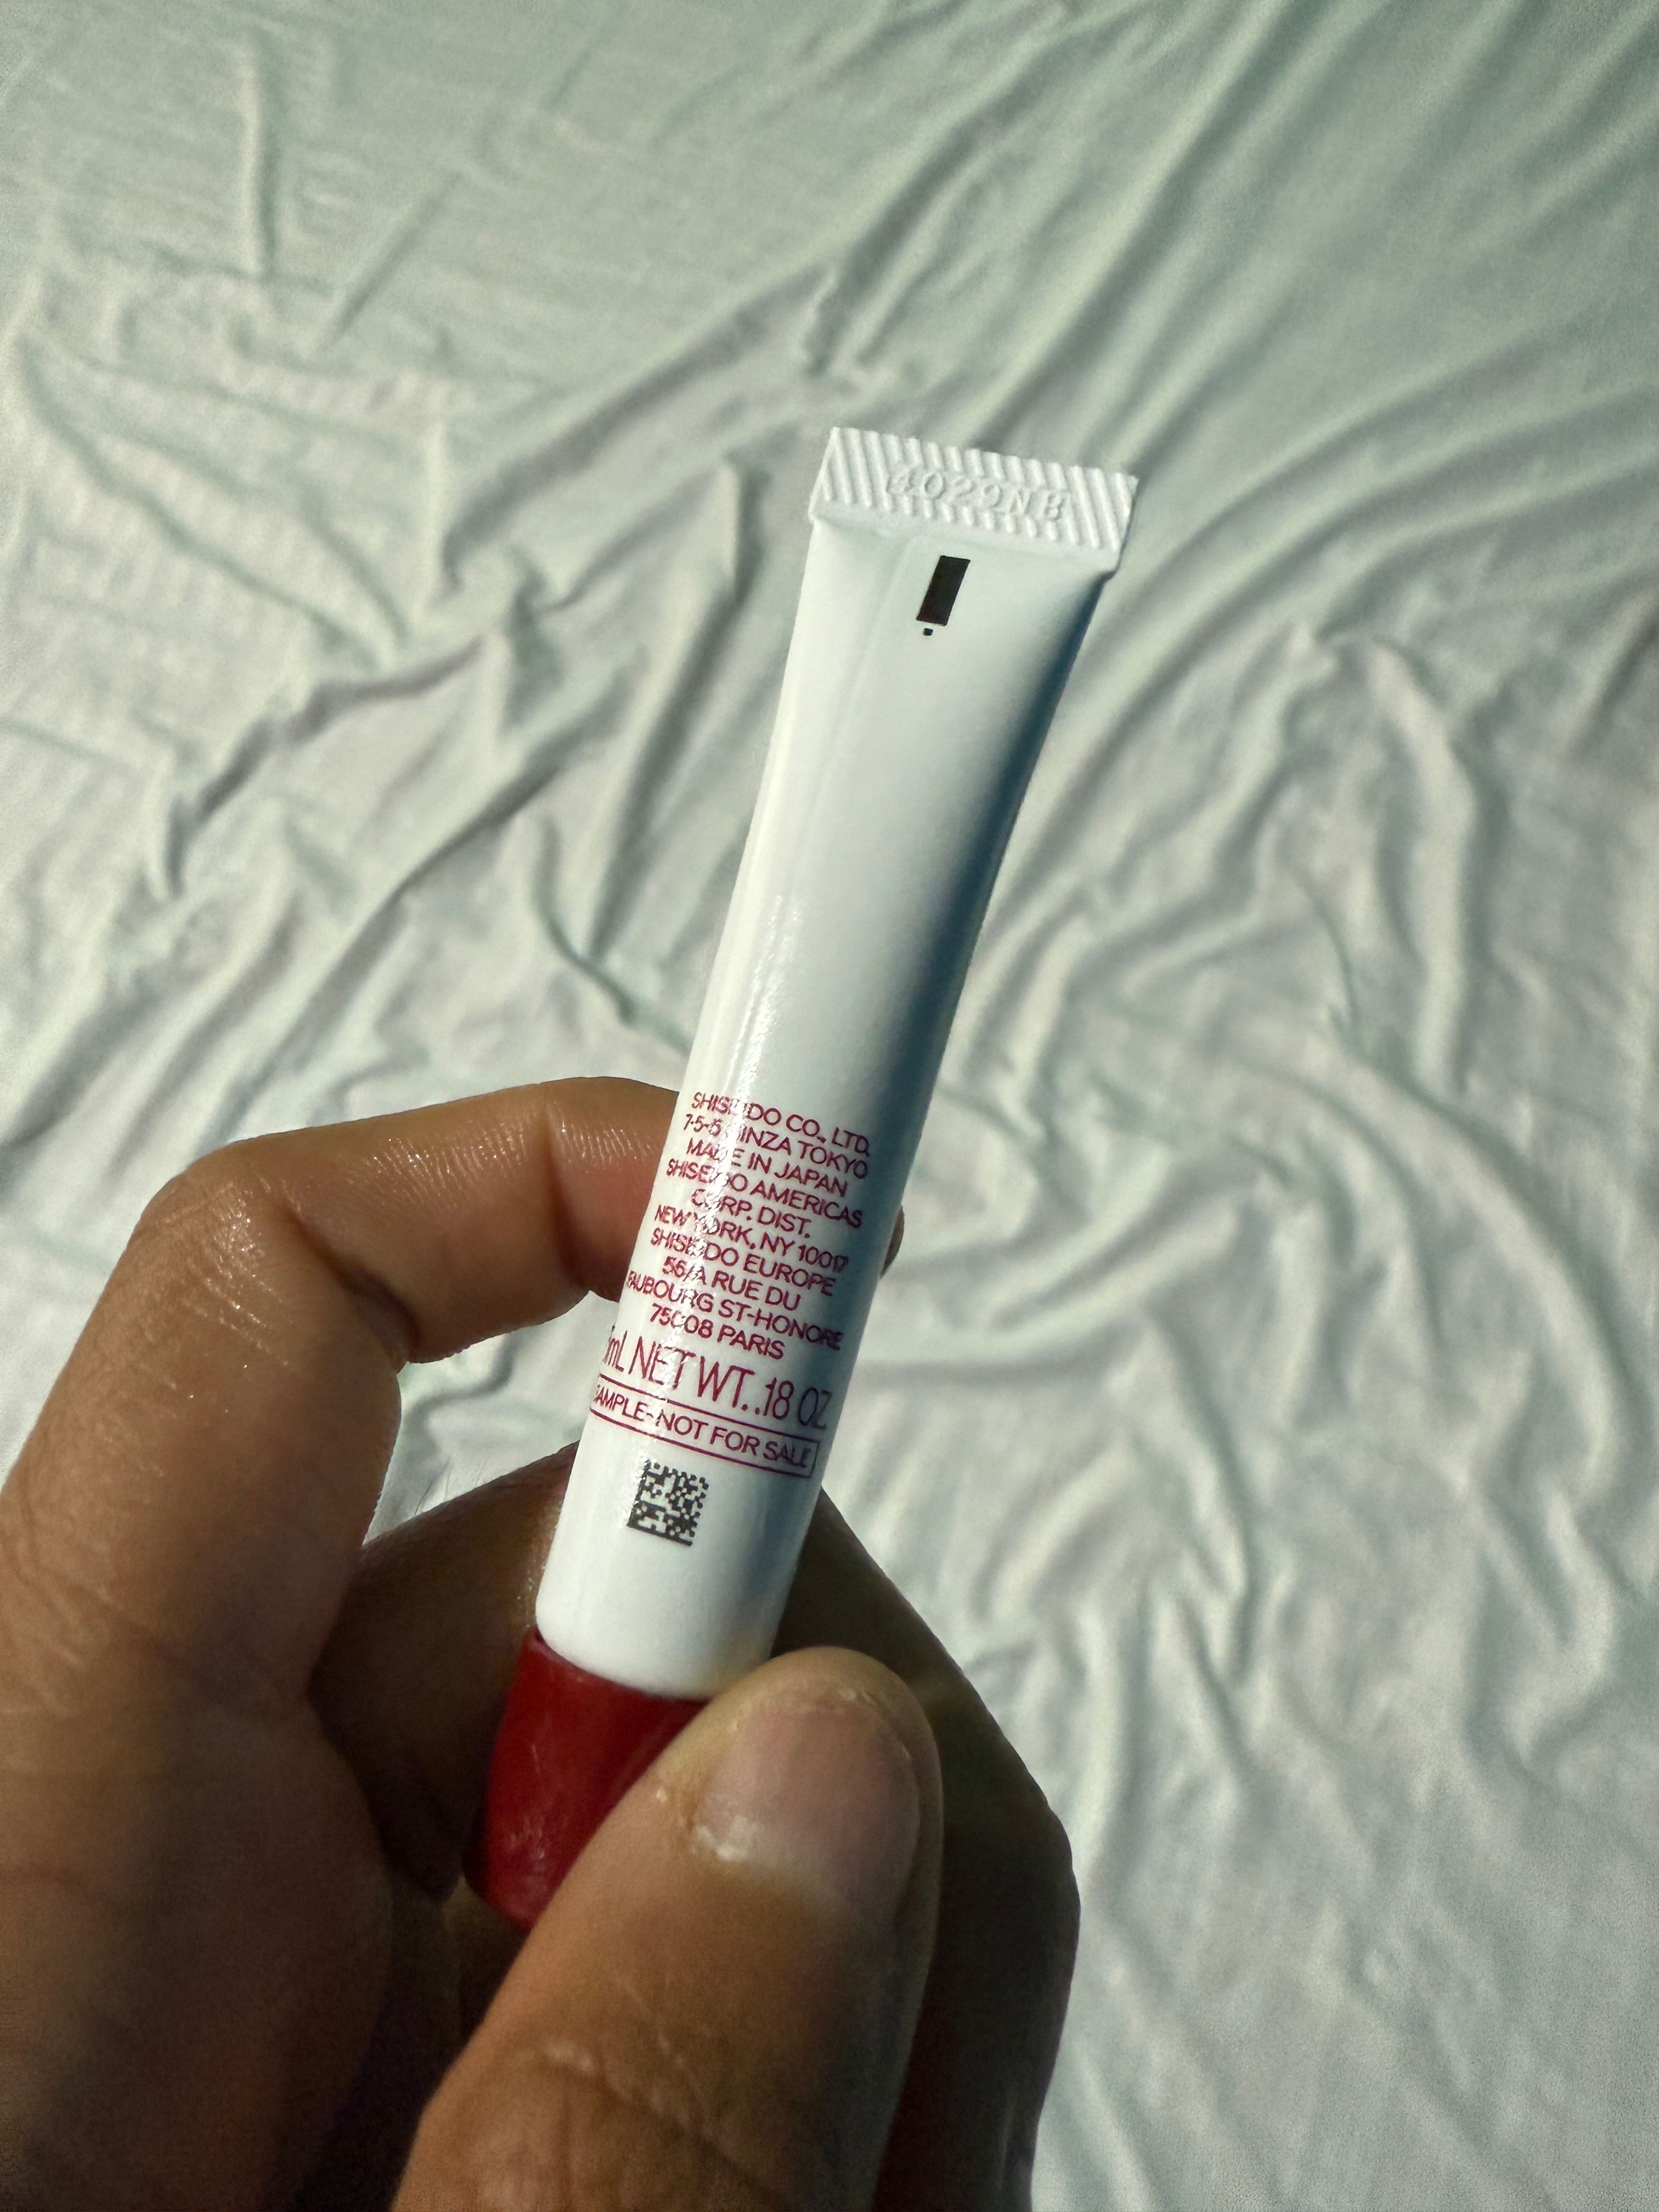 4029NB
SHISEIDO CO., LTD.
7-5-5 GINZA TOKYO
MADE IN JAPAN
SHISEIDO AMERICAS
CORP. DIST.
NEW YORK, NY 10017
SHISEIDO EUROPE
56/A RUE DU
FAUBOURG ST-HONORE
75008 PARIS
5mL NET WT. .18 OZ.
SAMPLE-NOT FOR SALE